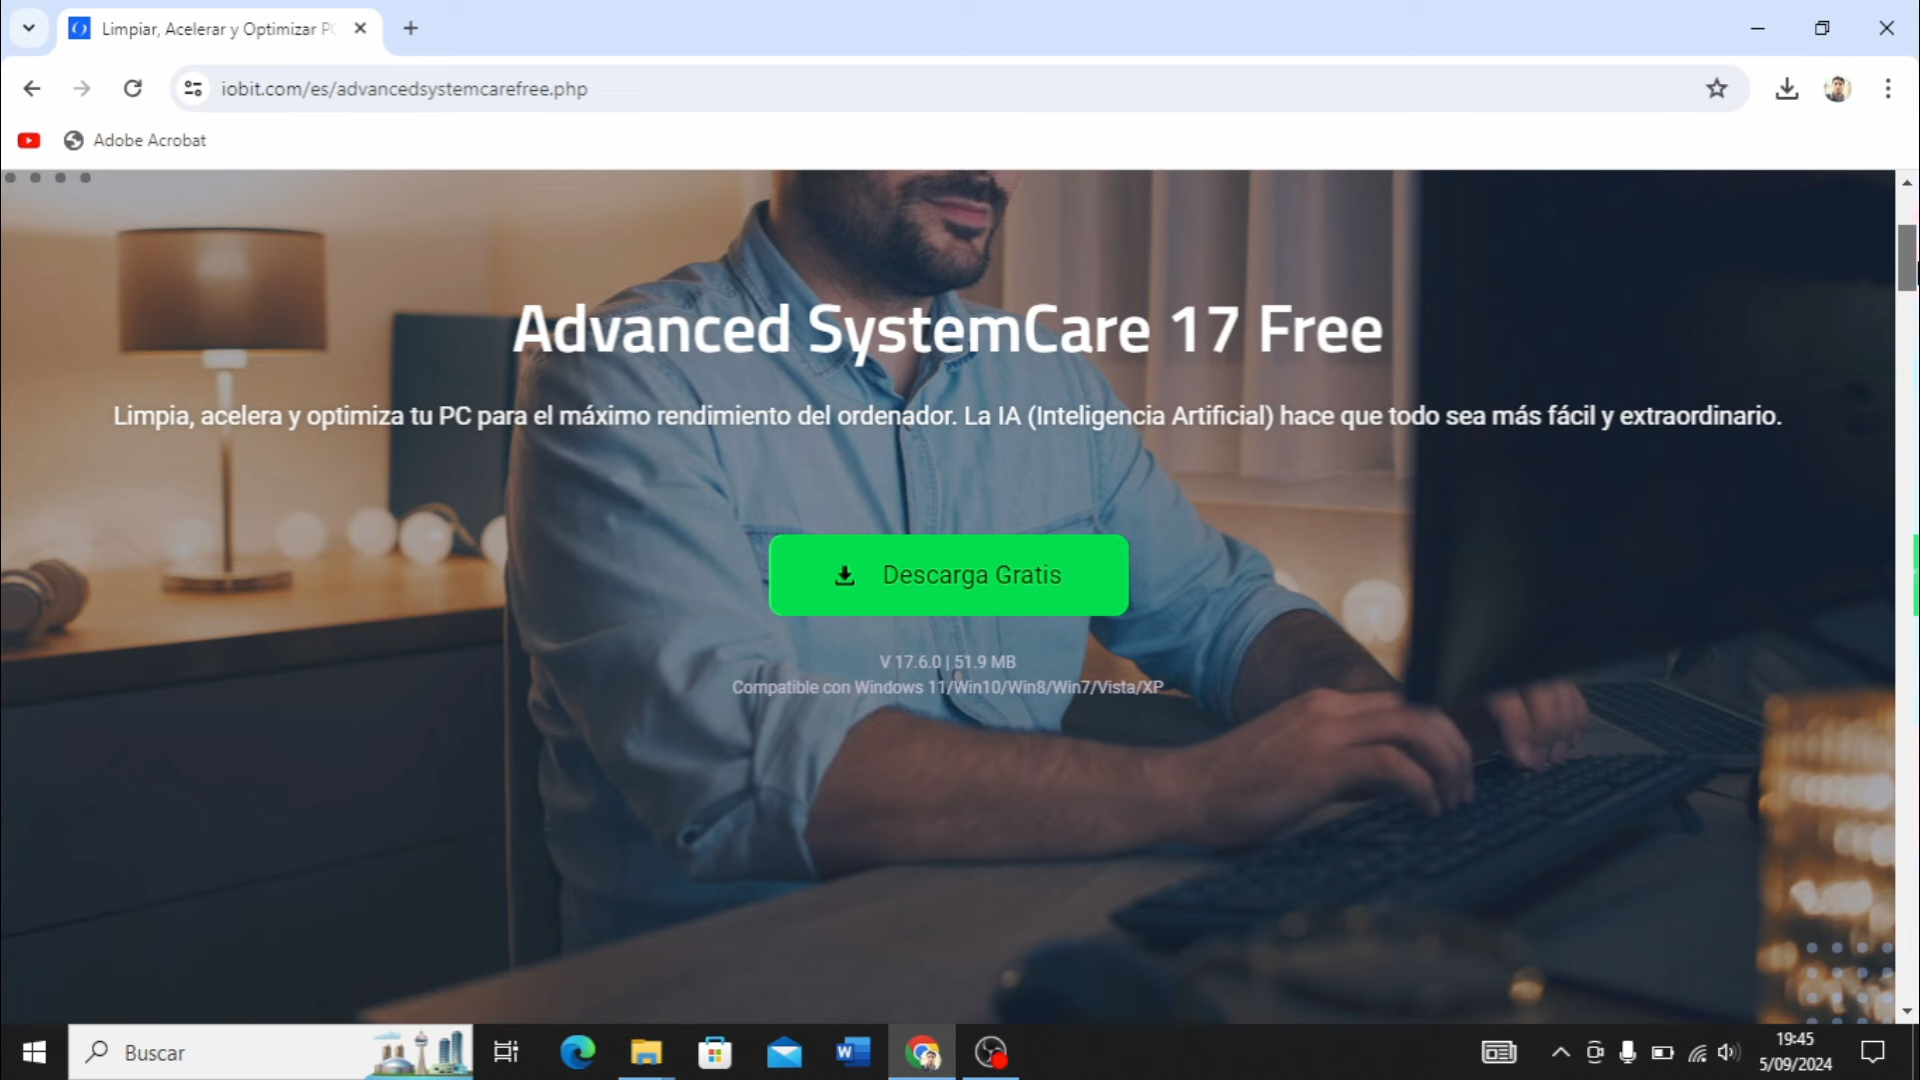 Limpiar, Acelerar y Optimizar PC
iobit.com/es/advancedsystemcarefree.php
Adobe Acrobat
Advanced SystemCare 17 Free
Limpia, acelera y optimiza tu PC para el máximo rendimiento del ordenador. La IA (Inteligencia Artificial) hace que todo sea más fácil y extraordinario.
Descarga Gratis
V 17.6.0 | 51.9 MB
Compatible con Windows 11/Win10/Win8/Win7/Vista/XP
Buscar
19:45
5/09/2024